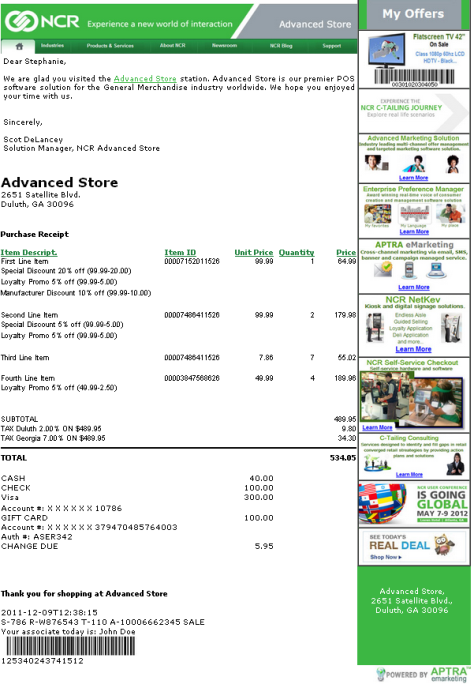 NCR Experience a new world of interaction Advanced Store
Industries Products & Services About NCR Newsroom NCR Blog Support
Dear Stephanie,
We are glad you visited the Advanced Store station. Advanced Store is our premier POS
software solution for the General Merchandise industry worldwide. We hope you enjoyed
your time with us.
Sincerely,
Scot DeLancey
Solution Manager, NCR Advanced Store
Advanced Store
2651 Satellite Blvd.
Duluth, GA 30096
Purchase Receipt
Item Descript. Item ID Unit Price Quantity Price
First Line Item 00007152011526 99.99 1 64.99
Special Discount 20% off (99.99-20.00)
Loyalty Promo 5% off (99.99-5.00)
Manufacturer Discount 10% off (99.99-10.00)
Second Line Item 00007486411526 99.99 2 179.98
Special Discount 5% off (99.99-5.00)
Loyalty Promo 5% off (99.99-5.00)
Third Line Item 00007486411526 7.86 7 55.02
Fourth Line Item 00003847568626 49.99 4 189.96
Loyalty Promo 5% off (49.99-2.50)
SUBTOTAL 489.95
TAX Duluth 2.00% ON $489.95 9.80
TAX Georgia 7.00% ON $489.95 34.30
TOTAL 534.05
CASH 40.00
CHECK 100.00
Visa 300.00
Account #: X X X X X X 10786
GIFT CARD 100.00
Account #: X X X X X X 379470485764003
Auth #: ASER342
CHANGE DUE 5.95
Thank you for shopping at Advanced Store
2011-12-09T12:38:15
S-786 R-W876543 T-110 A-10006662345 SALE
Your associate today is: John Doe
125340243741512
My Offers
Flatscreen TV 42"
On Sale
Class 1080p 60hz LCD
HDTV - Black...
00301020304050
EXPERIENCE THE
NCR C-TAILING JOURNEY
Explore real life scenarios
Advanced Marketing Solution
Industry leading multi-channel offer management
and targeted marketing software solution.
Learn More
Enterprise Preference Manager
Award winning real-time voice of consumer
creation and management software solution
My favorites My Language My place
Learn More
APTRA eMarketing
Cross-channel marketing via email, SNS,
banner and campaign managed service.
Learn More
NCR NetKey
Kiosk and digital signage solutions.
Endless Aisle
Guided Selling
Loyalty Application
Deli Application
and more..
Learn More
NCR Self-Service Checkout
Self-service hardware and software
Learn More
C-Tailing Consulting
Services designed to identify and fill gaps in retail
converged retail strategies by providing action
plans and solutions
Learn More
NCR USER CONFERENCE
IS GOING
GLOBAL
MAY 7-9 2012
SEE TODAY'S
REAL DEAL
Shop Now
Advanced Store,
2651 Satellite Blvd.,
Duluth, GA 30096
POWERED BY APTRA
emarketing